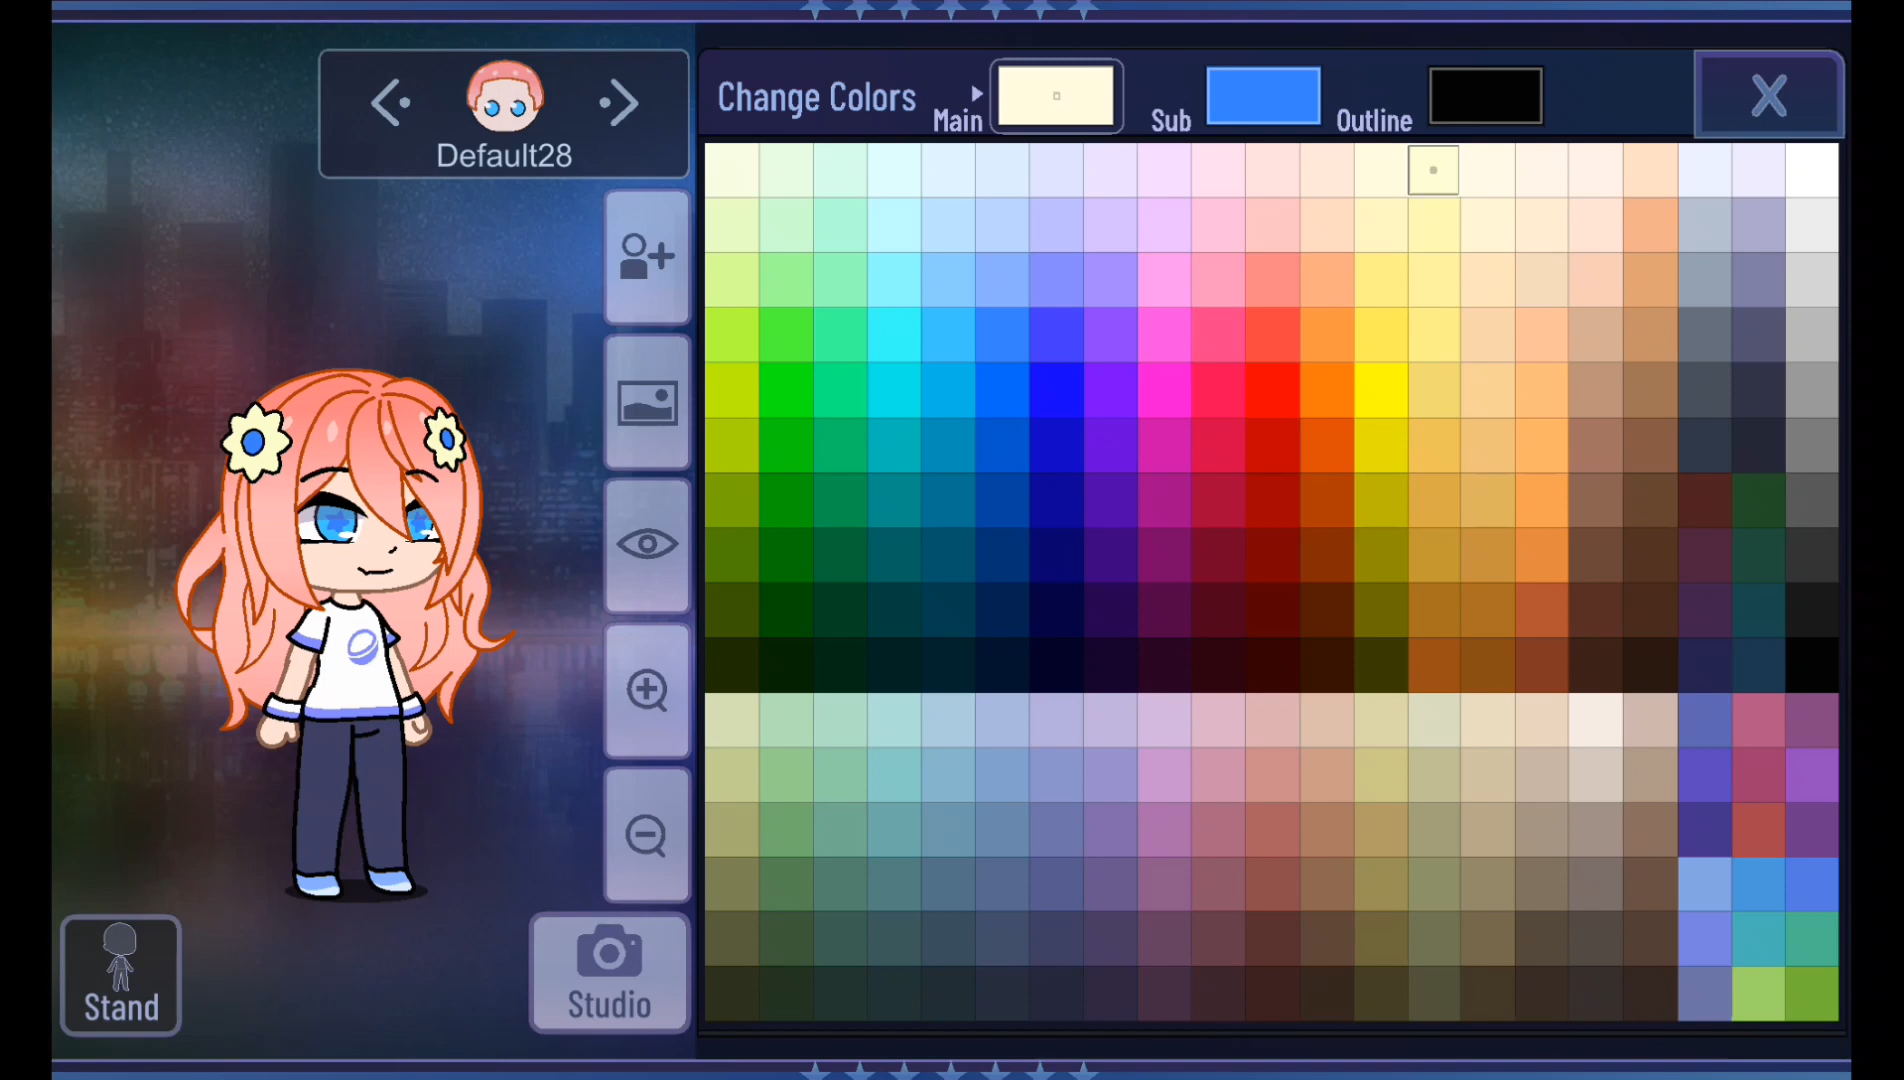 Default28
Change Colors
Main
Sub
Outline
X
Stand
Studio